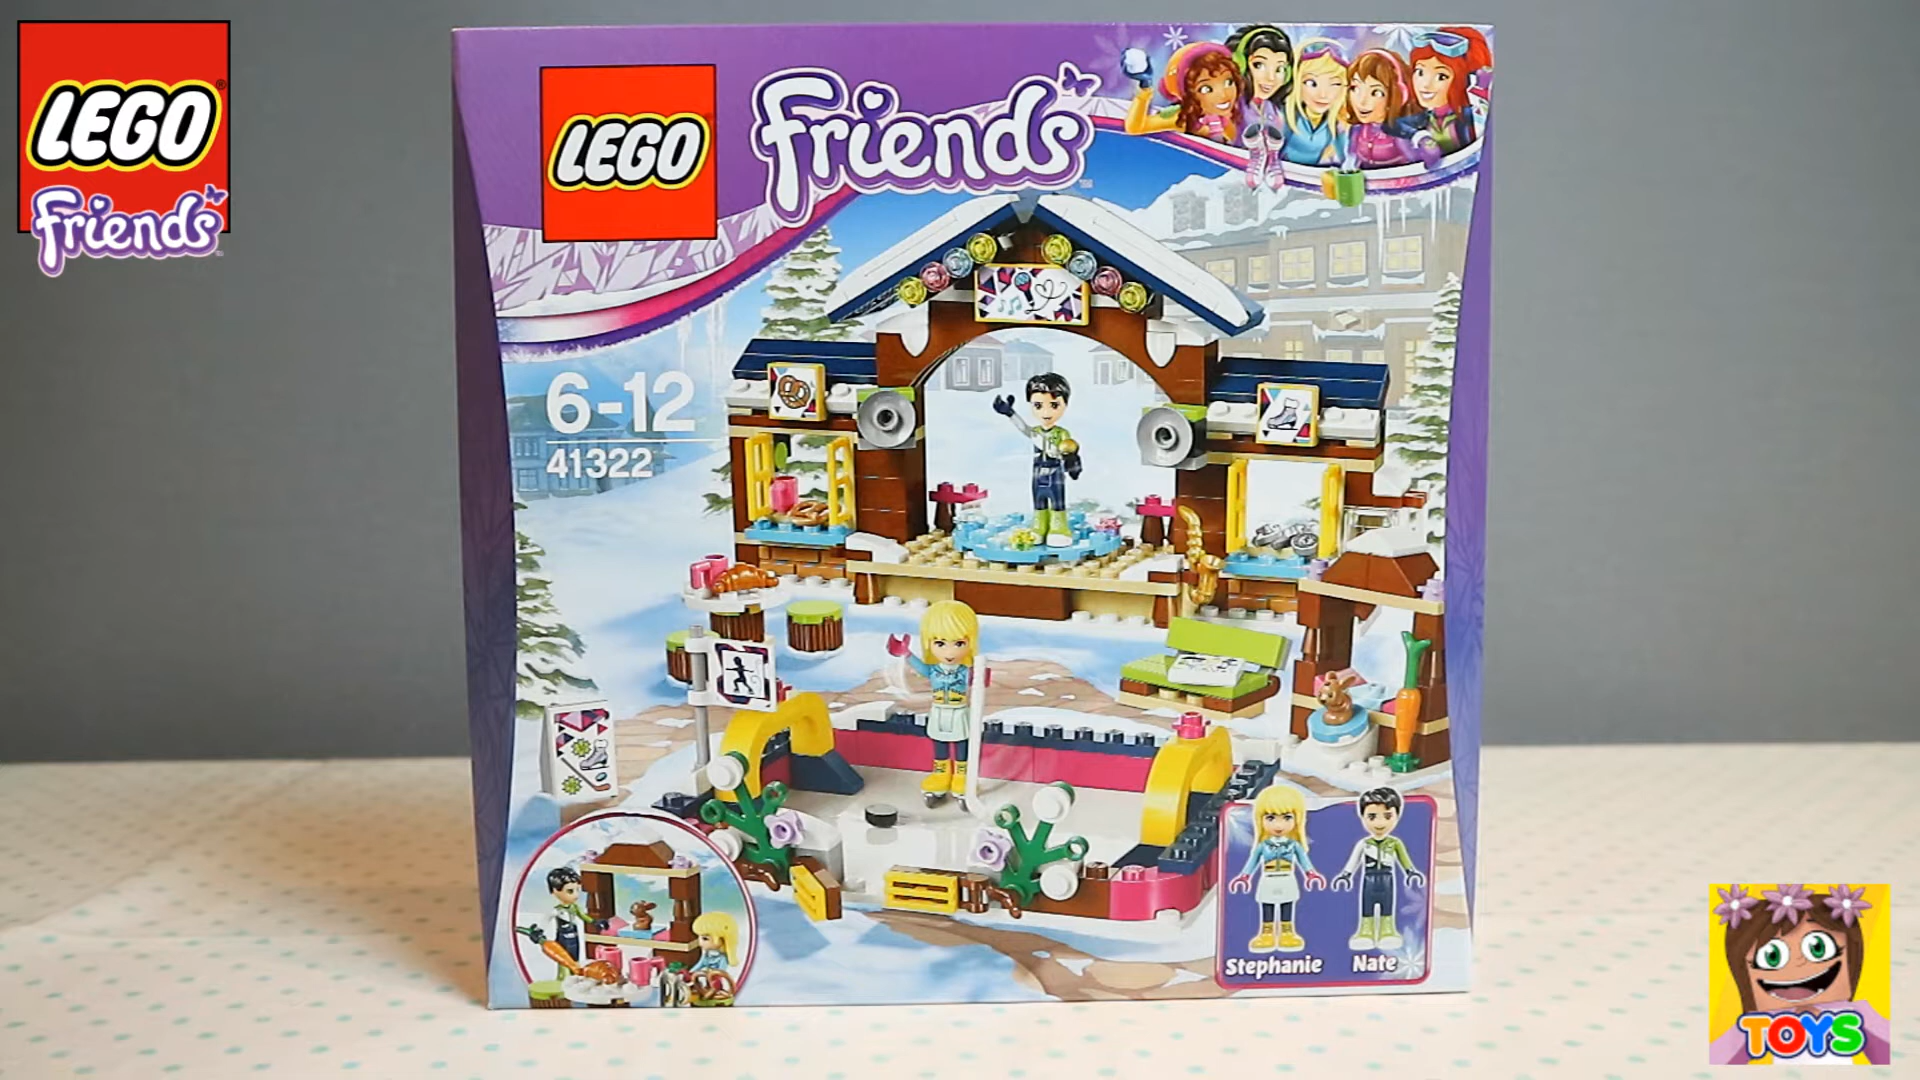 LEGO
Friends
LEGO
Friends
6-12
41322
Stephanie
Nate
TOYS